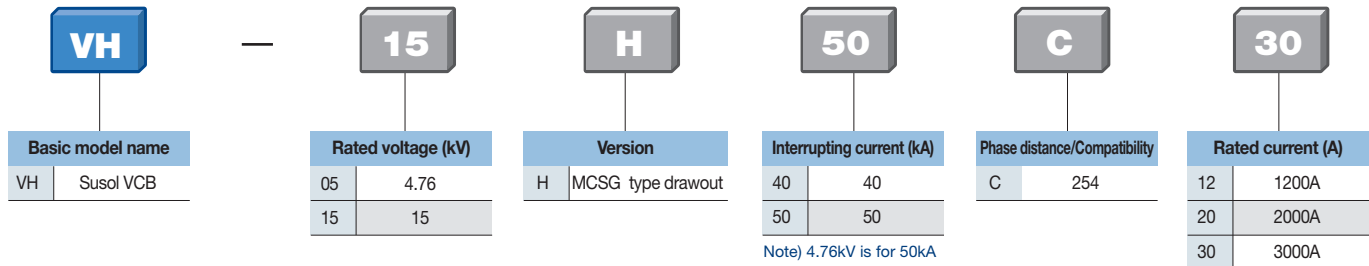 VH — 15 H 50 C 30
Basic model name
VH Susol VCB
Rated voltage (kV)
05 4.76
15 15
Version
H MCSG type drawout
Interrupting current (kA)
40 40
50 50
Note) 4.76kV is for 50kA
Phase distance/Compatibility
C 254
Rated current (A)
12 1200A
20 2000A
30 3000A